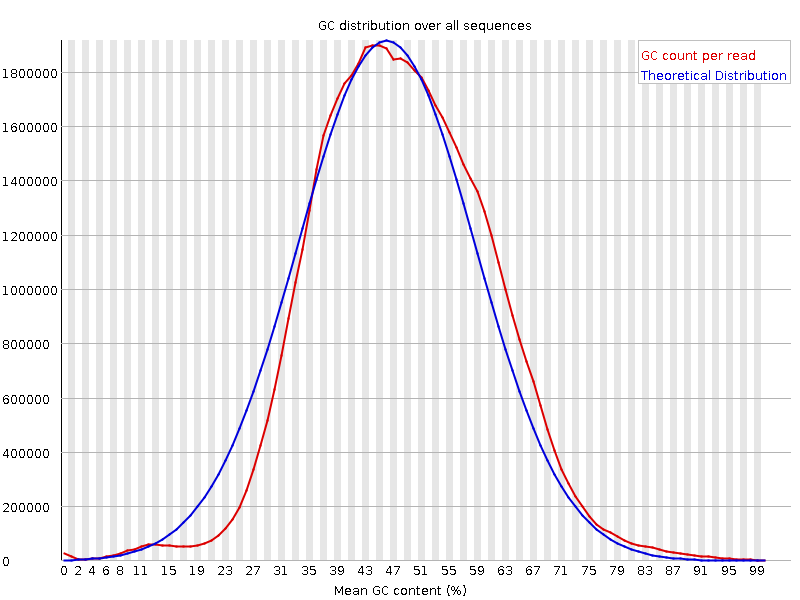 GC distribution over all sequences
GC count per read
Theoretical Distribution
1800000
1600000
1400000
1200000
1000000
800000
600000
400000
200000
0
0 2 4 6 8 11 15 19 23 27 31 35 39 43 47 51 55 59 63 67 71 75 79 83 87 91 95 99
Mean GC content (%)